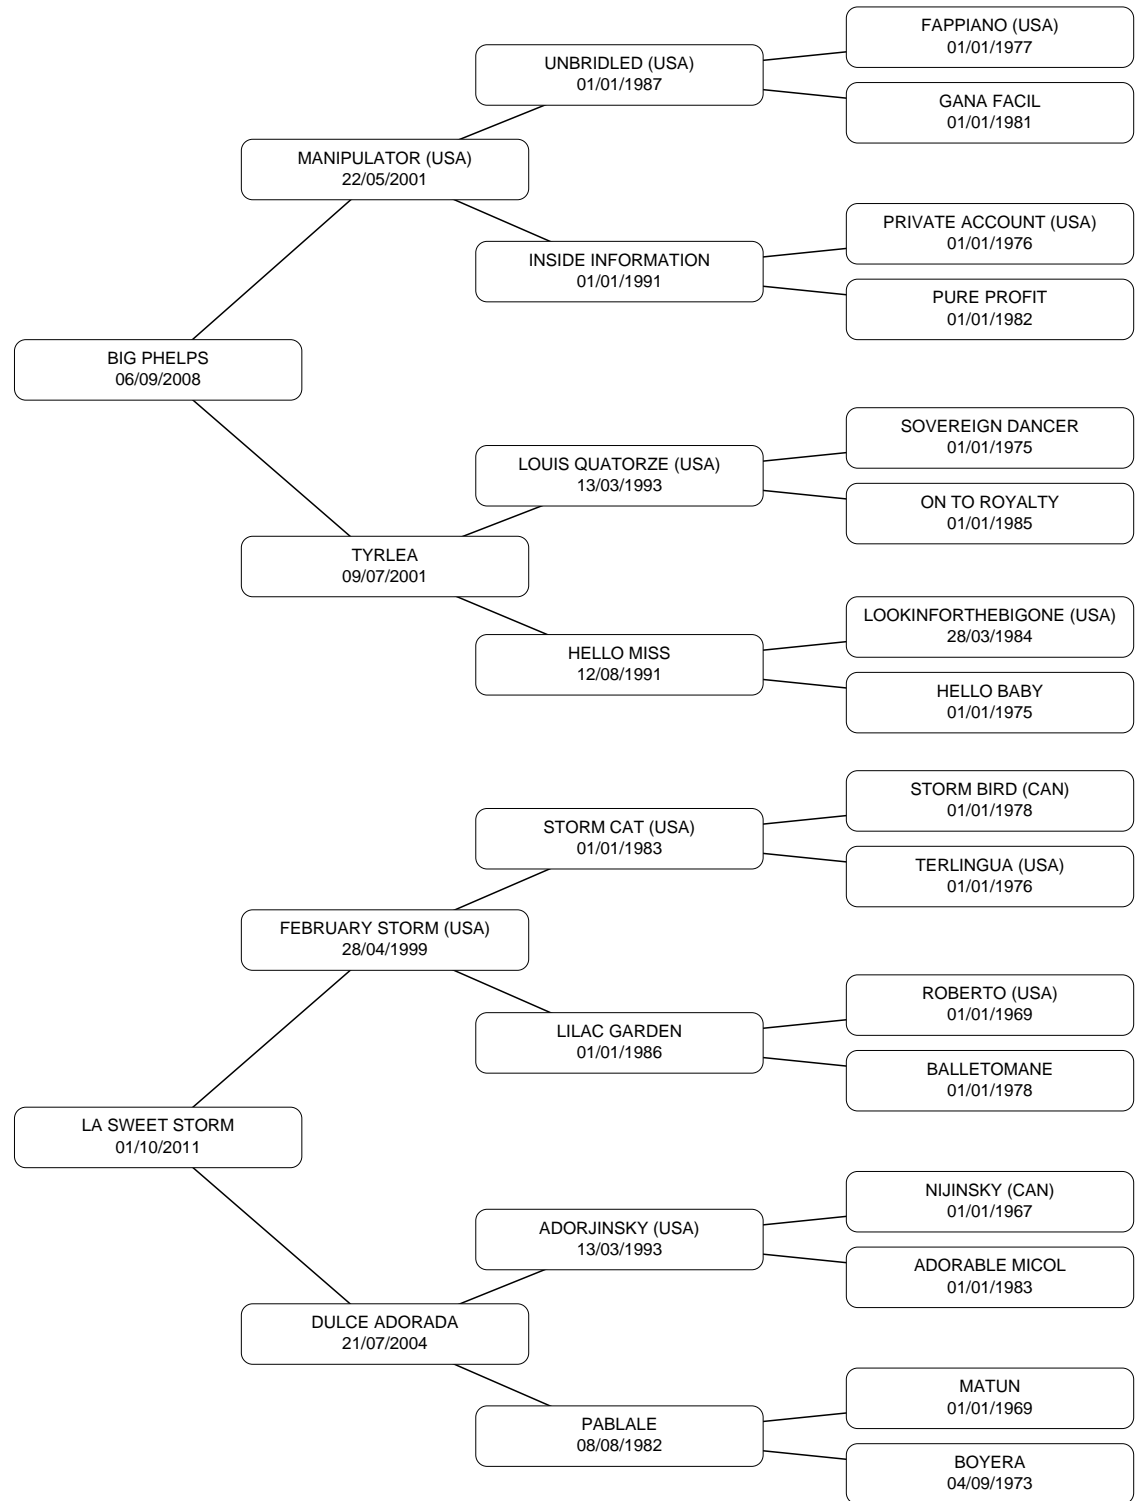 FAPPIANO (USA)
01/01/1977
UNBRIDLED (USA)
01/01/1987
GANA FACIL
01/01/1981
MANIPULATOR (USA)
22/05/2001
PRIVATE ACCOUNT (USA)
01/01/1976
INSIDE INFORMATION
01/01/1991
PURE PROFIT
01/01/1982
BIG PHELPS
06/09/2008
SOVEREIGN DANCER
01/01/1975
LOUIS QUATORZE (USA)
13/03/1993
ON TO ROYALTY
01/01/1985
TYRLEA
09/07/2001
LOOKINFORTHEBIGONE (USA)
28/03/1984
HELLO MISS
12/08/1991
HELLO BABY
01/01/1975
STORM BIRD (CAN)
01/01/1978
STORM CAT (USA)
01/01/1983
TERLINGUA (USA)
01/01/1976
FEBRUARY STORM (USA)
28/04/1999
ROBERTO (USA)
01/01/1969
LILAC GARDEN
01/01/1986
BALLETOMANE
01/01/1978
LA SWEET STORM
01/10/2011
NIJINSKY (CAN)
01/01/1967
ADORJINSKY (USA)
13/03/1993
ADORABLE MICOL
01/01/1983
DULCE ADORADA
21/07/2004
MATUN
01/01/1969
PABLALE
08/08/1982
BOYERA
04/09/1973